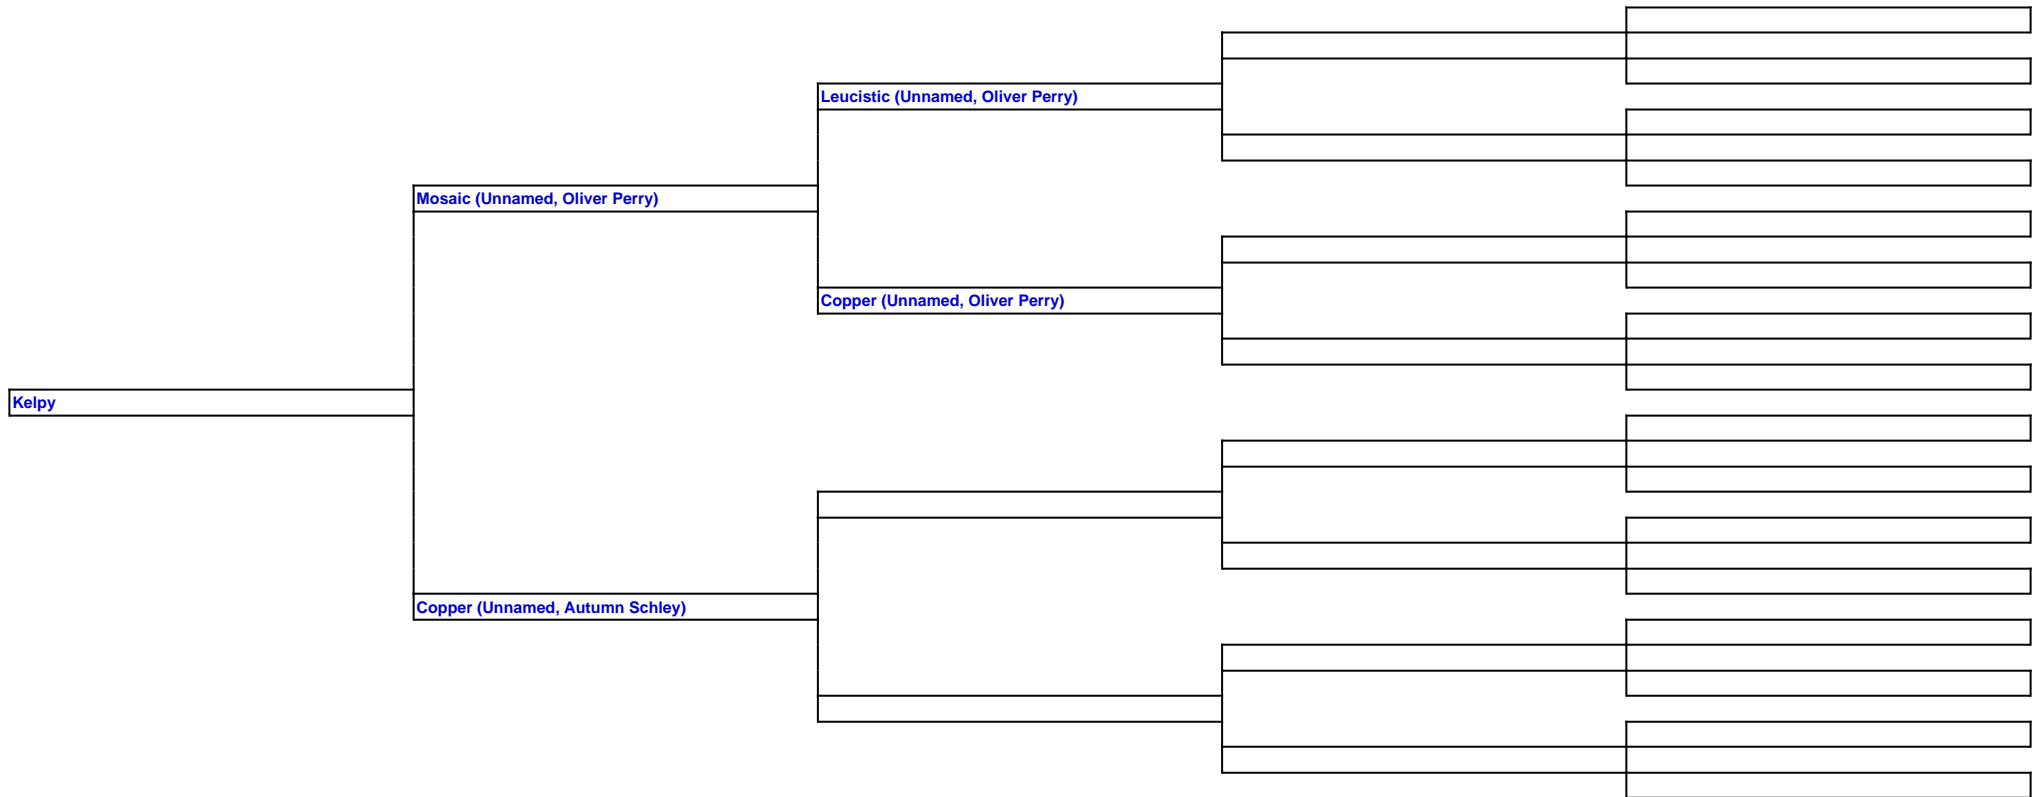 Leucistic (Unnamed, Oliver Perry)
Mosaic (Unnamed, Oliver Perry)
Copper (Unnamed, Oliver Perry)
Kelpy
Copper (Unnamed, Autumn Schley)